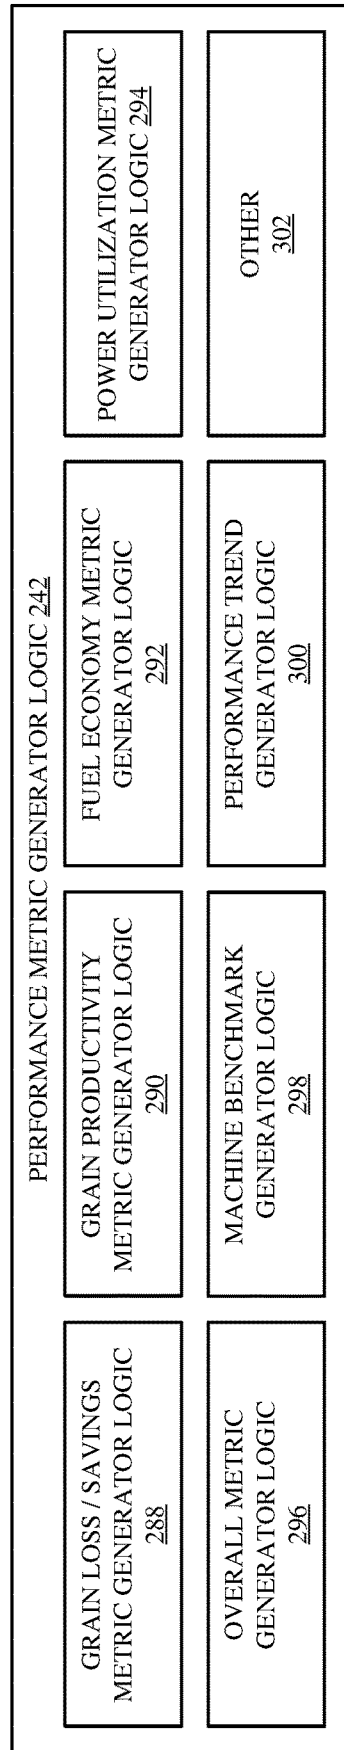 PERFORMANCE METRIC GENERATOR LOGIC 242
GRAIN LOSS / SAVINGS
METRIC GENERATOR LOGIC
288
GRAIN PRODUCTIVITY
METRIC GENERATOR LOGIC
290
FUEL ECONOMY METRIC
GENERATOR LOGIC
292
POWER UTILIZATION METRIC
GENERATOR LOGIC 294
OVERALL METRIC
GENERATOR LOGIC
296
MACHINE BENCHMARK
GENERATOR LOGIC
298
PERFORMANCE TREND
GENERATOR LOGIC
300
OTHER
302